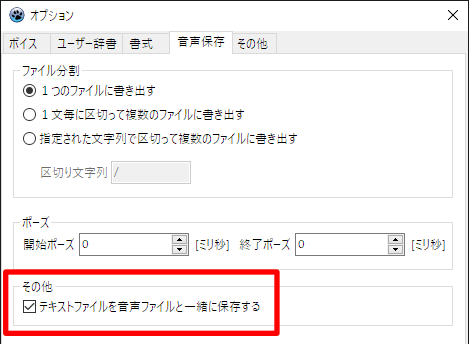 オプション
ボイス ユーザー辞書 書式 音声保存 その他
ファイル分割
1つのファイルに書き出す
1文毎に区切って複数のファイルに書き出す
指定された文字列で区切って複数のファイルに書き出す
区切り文字列 /
ポーズ
開始ポーズ 0 [ミリ秒] 終了ポーズ 0 [ミリ秒]
その他
テキストファイルを音声ファイルと一緒に保存する